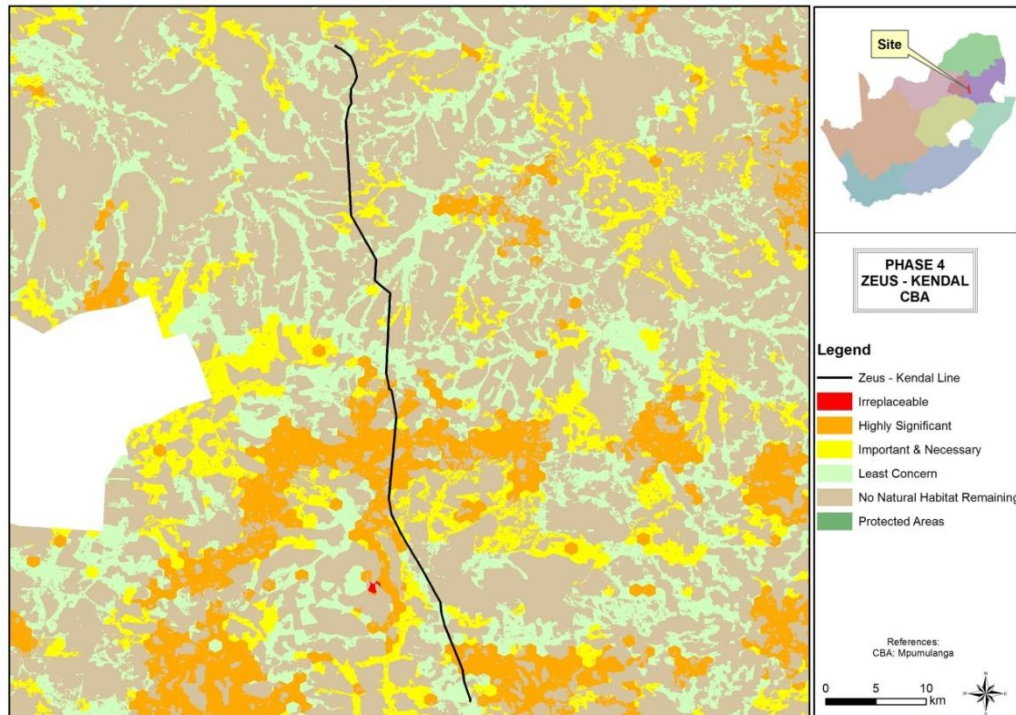 Site
PHASE 4
ZEUS - KENDAL
CBA
Legend
Zeus - Kendal Line
Irreplaceable
Highly Significant
Important & Necessary
Least Concern
No Natural Habitat Remaining
Protected Areas
References:
CBA: Mpumulanga
0 5 10
km